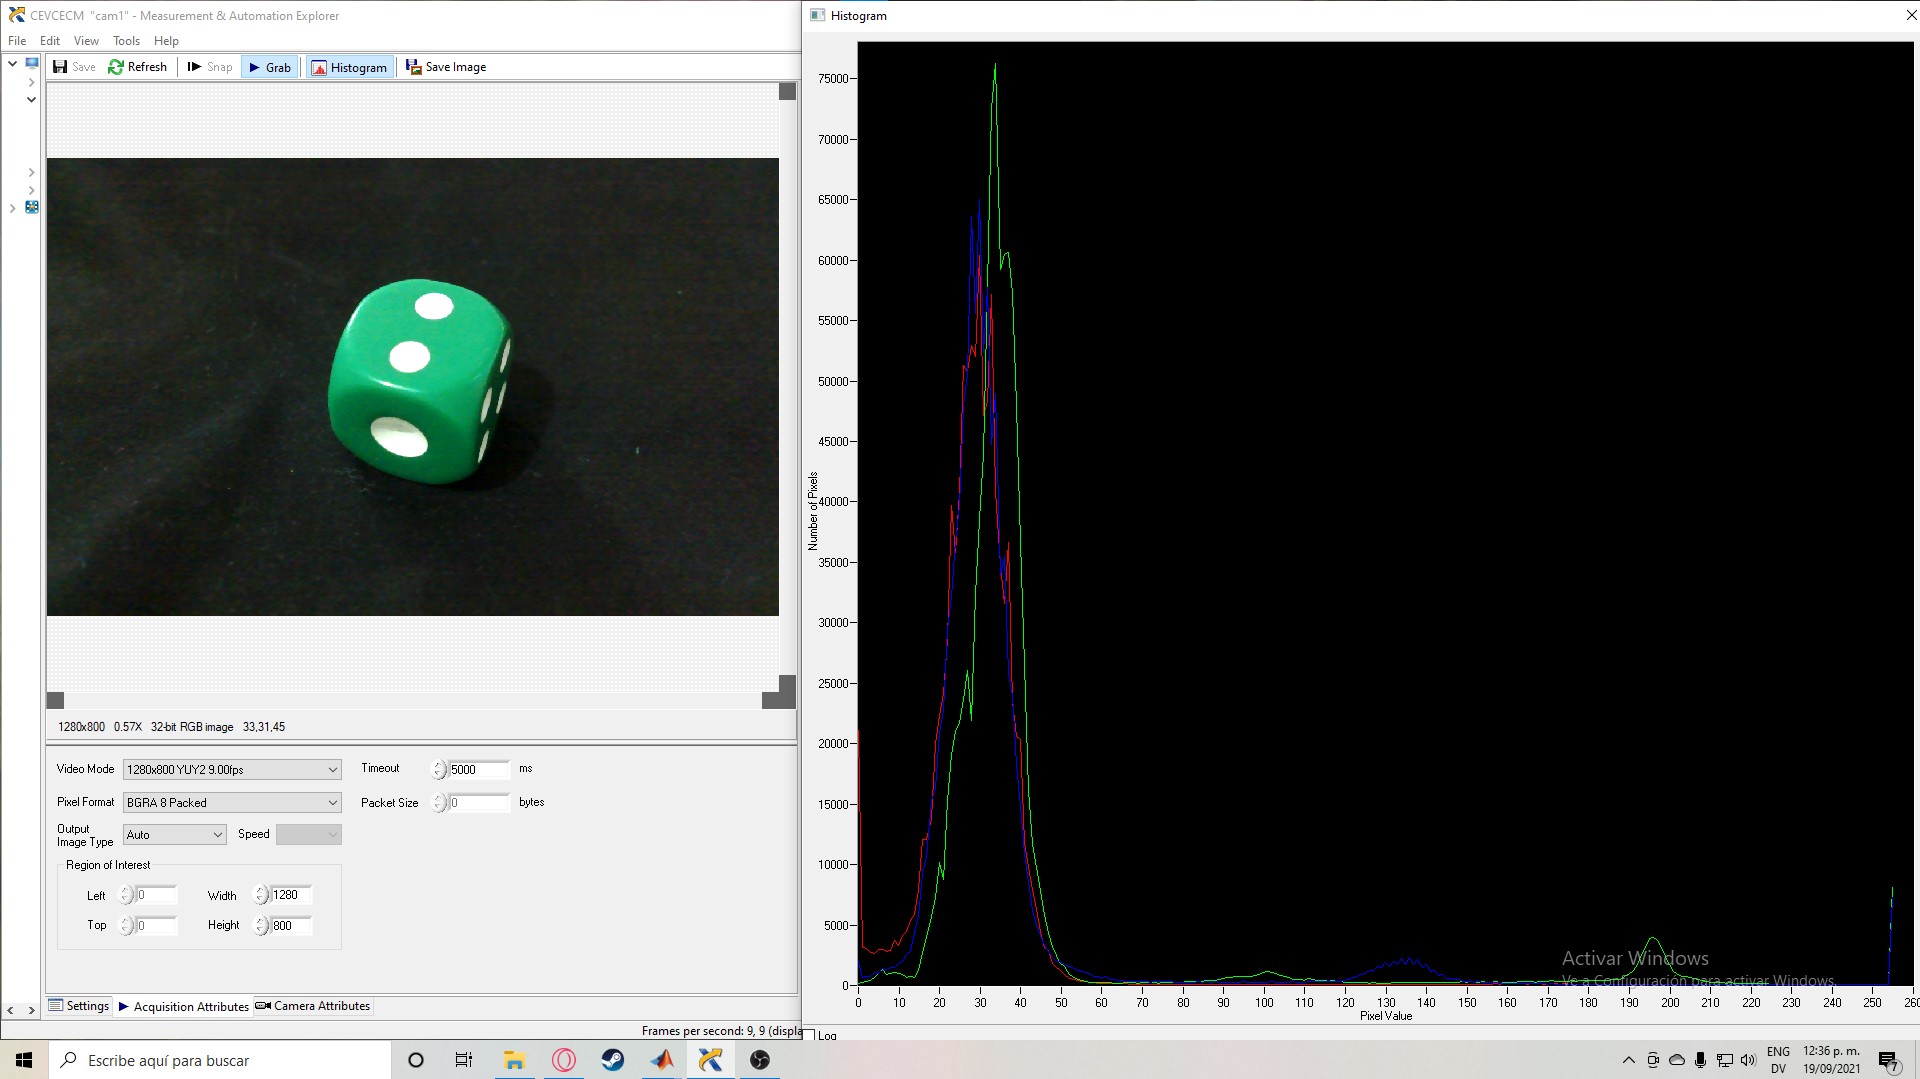 CEVCECM "cam1" - Measurement & Automation Explorer
File Edit View Tools Help
Save Refresh Snap Grab Histogram Save Image
1280x800 0.57X 32-bit RGB image 33,31,45
Video Mode 1280x800 YUY2 9.00fps Timeout 5000 ms
Pixel Format BGRA 8 Packed Packet Size 0 bytes
Output Image Type Auto Speed
Region of Interest
Left 0 Width 1280
Top 0 Height 800
Settings Acquisition Attributes Camera Attributes
Frames per second: 9, 9 (displa
Histogram
75000
70000
65000
60000
55000
50000
45000
40000
35000
30000
25000
20000
15000
10000
5000
0
Number of Pixels
0 10 20 30 40 50 60 70 80 90 100 110 120 130 140 150 160 170 180 190 200 210 220 230 240 250 260
Pixel Value
Activar Windows
Ve a Configuración para activar Windows.
Log
Escribe aquí para buscar
ENG 12:36 p. m.
DV 19/09/2021
7